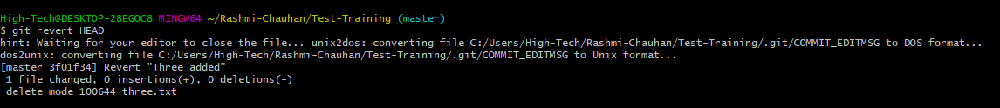 High-Tech@DESKTOP-28EGOC8 MINGW64 ~/Rashmi-Chauhan/Test-Training (master)
$ git revert HEAD
hint: Waiting for your editor to close the file... unix2dos: converting file C:/Users/High-Tech/Rashmi-Chauhan/Test-Training/.git/COMMIT_EDITMSG to DOS format...
dos2unix: converting file C:/Users/High-Tech/Rashmi-Chauhan/Test-Training/.git/COMMIT_EDITMSG to Unix format...
[master 3f01f34] Revert "Three added"
 1 file changed, 0 insertions(+), 0 deletions(-)
 delete mode 100644 three.txt